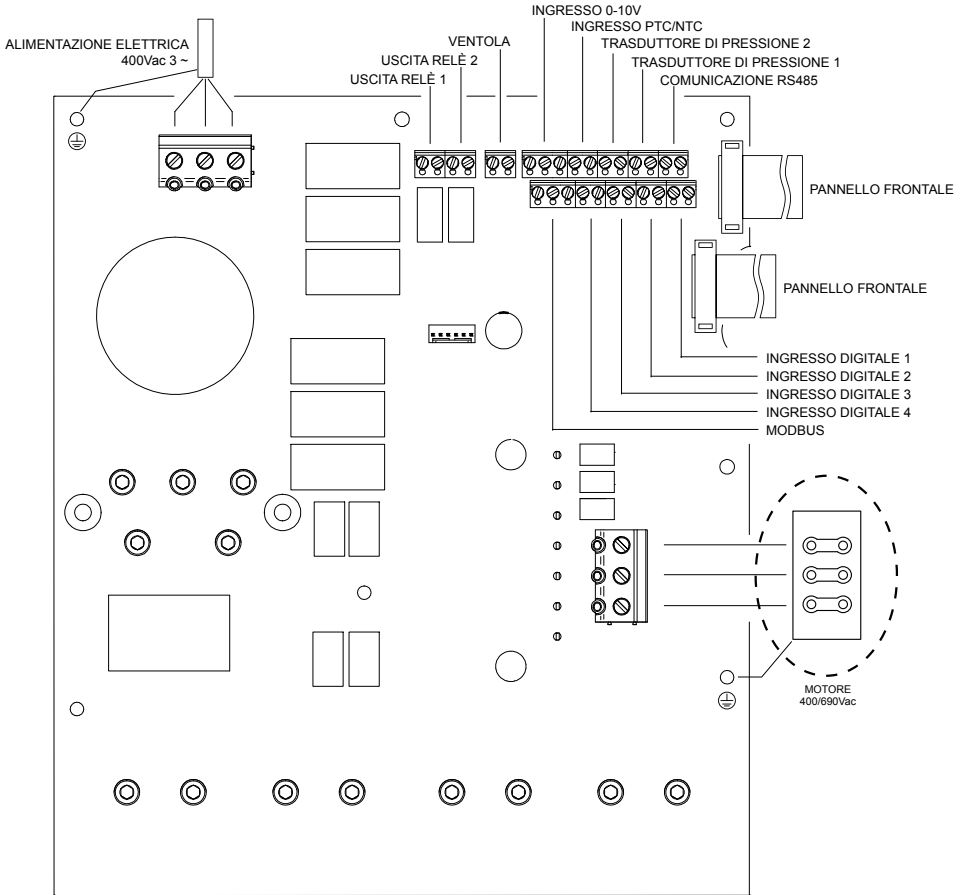 INGRESSO 0-10V
INGRESSO PTC/NTC
ALIMENTAZIONE ELETTRICA
400Vac 3 ~
VENTOLA
TRASDUTTORE DI PRESSIONE 2
USCITA RELÈ 2
TRASDUTTORE DI PRESSIONE 1
USCITA RELÈ 1
COMUNICAZIONE RS485
PANNELLO FRONTALE
PANNELLO FRONTALE
INGRESSO DIGITALE 1
INGRESSO DIGITALE 2
INGRESSO DIGITALE 3
INGRESSO DIGITALE 4
MODBUS
MOTORE
400/690Vac